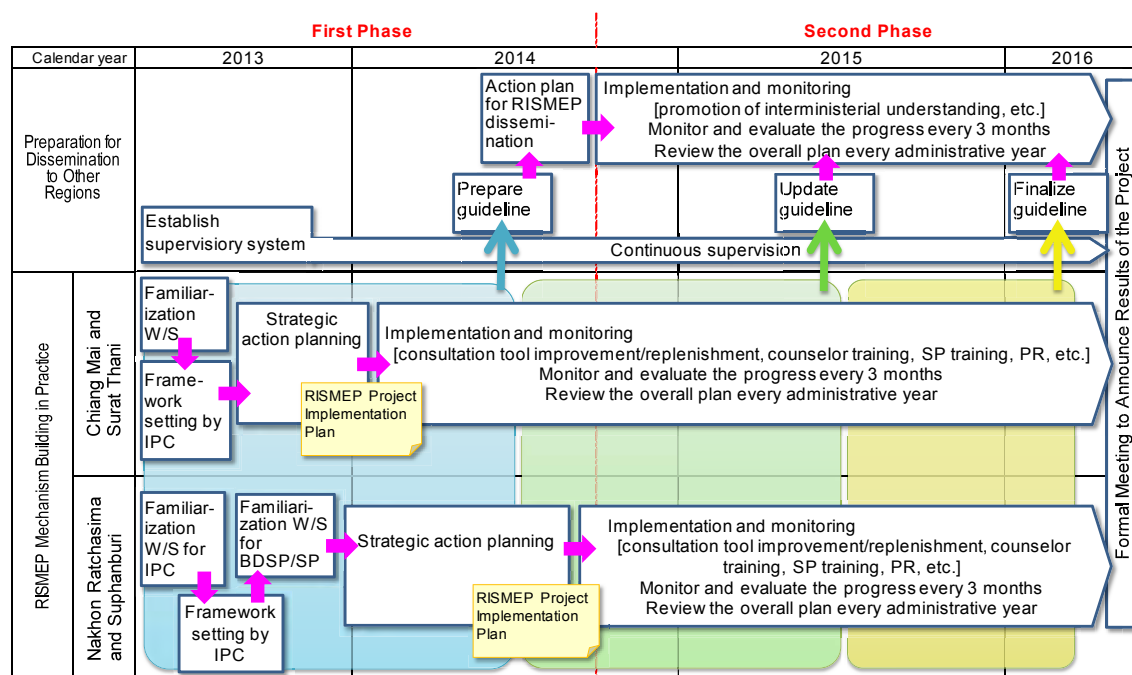 First Phase
Second Phase
Calendar year
2013
2014
2015
2016
Preparation for
Dissemination
to Other
Regions
Action plan
for RISMEP
dissemi-
nation
Implementation and monitoring
[promotion of interministerial understanding, etc.]
Monitor and evaluate the progress every 3 months
Review the overall plan every administrative year
Prepare
guideline
Update
guideline
Finalize
guideline
Establish
supervisiory system
Continuous supervision
Formal Meeting to Announce Results of the Project
RISMEP Mechanism Building in Practice
Chiang Mai and
Surat Thani
Familiar-
ization
W/S
Frame-
work
setting by
IPC
Strategic
action planning
RISMEP Project
Implementation
Plan
Implementation and monitoring
[consultation tool improvement/replenishment, counselor training, SP training, PR, etc.]
Monitor and evaluate the progress every 3 months
Review the overall plan every administrative year
Nakhon Ratchasima
and Suphanburi
Familiar-
ization
W/S for
IPC
Framework
setting by
IPC
Familiari-
zation W/S
for
BDSP/SP
Strategic action planning
RISMEP Project
Implementation
Plan
Implementation and monitoring
[consultation tool improvement/replenishment, counselor
training, SP training, PR, etc.]
Monitor and evaluate the progress every 3 months
Review the overall plan every administrative year